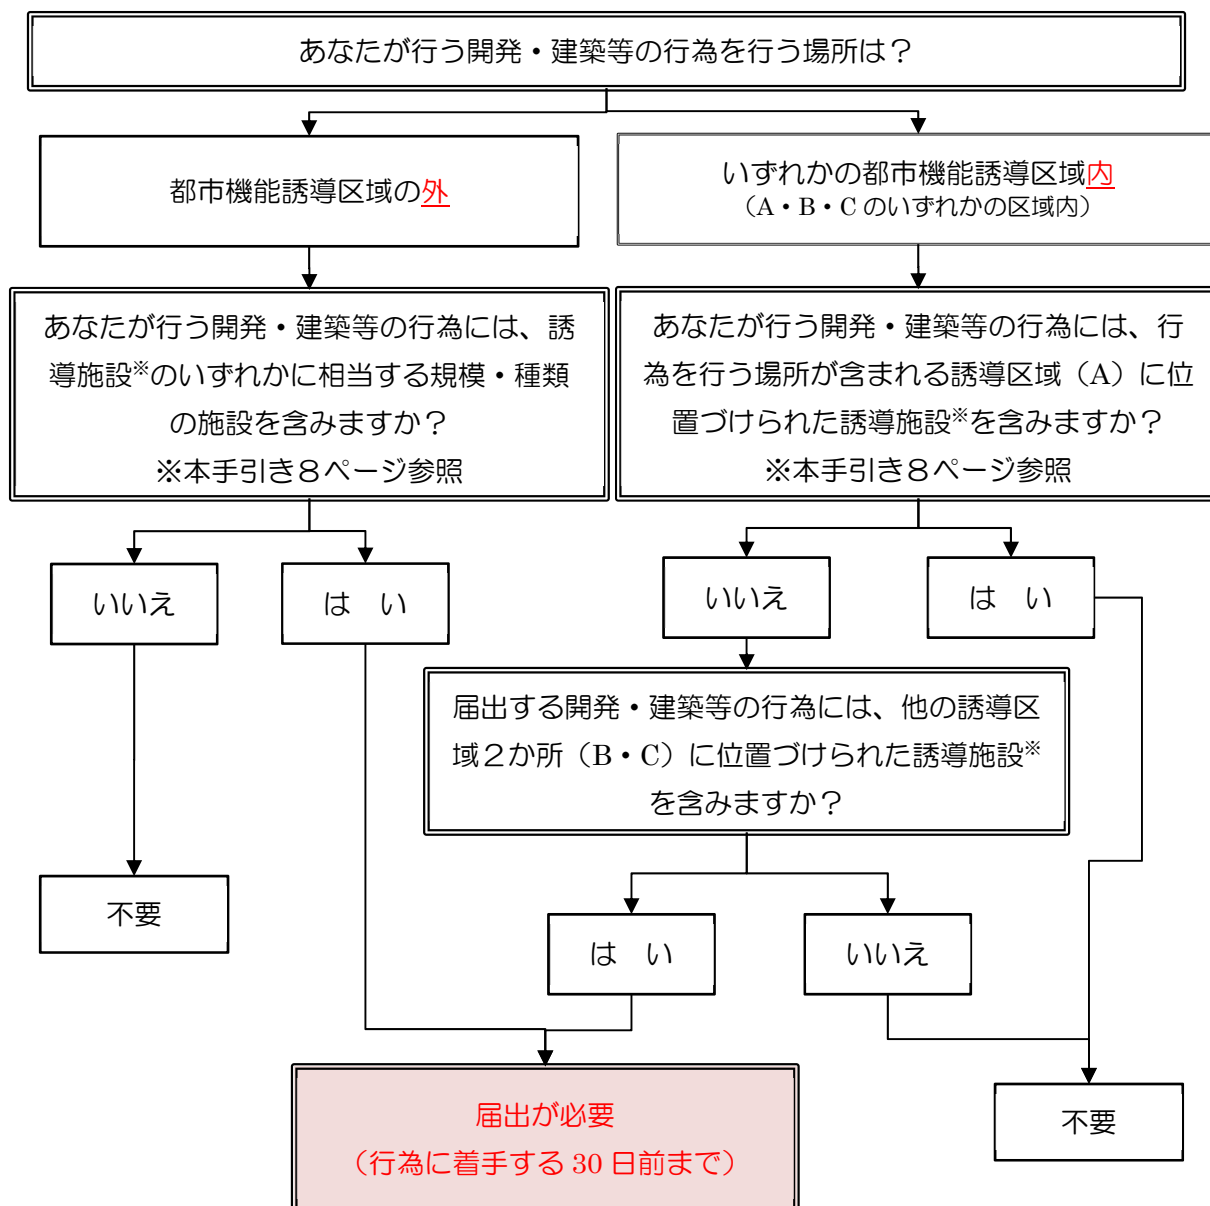 あなたが行う開発・建築等の行為を行う場所は？
都市機能誘導区域の外
いずれかの都市機能誘導区域内
（A・B・C のいずれかの区域内）
あなたが行う開発・建築等の行為には、誘
導施設※のいずれかに相当する規模・種類
の施設を含みますか？
※本手引き８ページ参照
あなたが行う開発・建築等の行為には、行
為を行う場所が含まれる誘導区域（A）に位
置づけられた誘導施設※を含みますか？
※本手引き８ページ参照
いいえ
は　い
いいえ
は　い
届出する開発・建築等の行為には、他の誘導区
域２か所（B・C）に位置づけられた誘導施設※
を含みますか？
不要
は　い
いいえ
届出が必要
（行為に着手する 30 日前まで）
不要